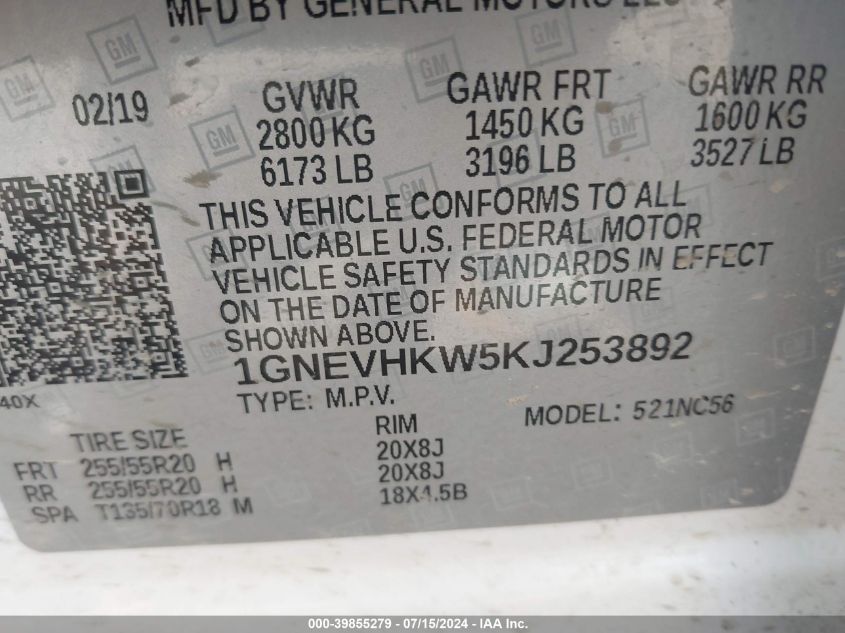 MFD BY GENERAL MOTORS LLC
02/19 GVWR GAWR FRT GAWR RR
2800 KG 1450 KG 1600 KG
6173 LB 3196 LB 3527 LB
THIS VEHICLE CONFORMS TO ALL
APPLICABLE U.S. FEDERAL MOTOR
VEHICLE SAFETY STANDARDS IN EFFECT
ON THE DATE OF MANUFACTURE
SHOWN ABOVE.
1GNEVHKW5KJ253892
40X
TYPE: M.P.V. MODEL: 521NC56
TIRE SIZE RIM
FRT 255/55R20 H 20X8J
RR 255/55R20 H 20X8J
SPA T135/70R18 M 18X4.5B
000-39855279 - 07/15/2024 - IAA Inc.